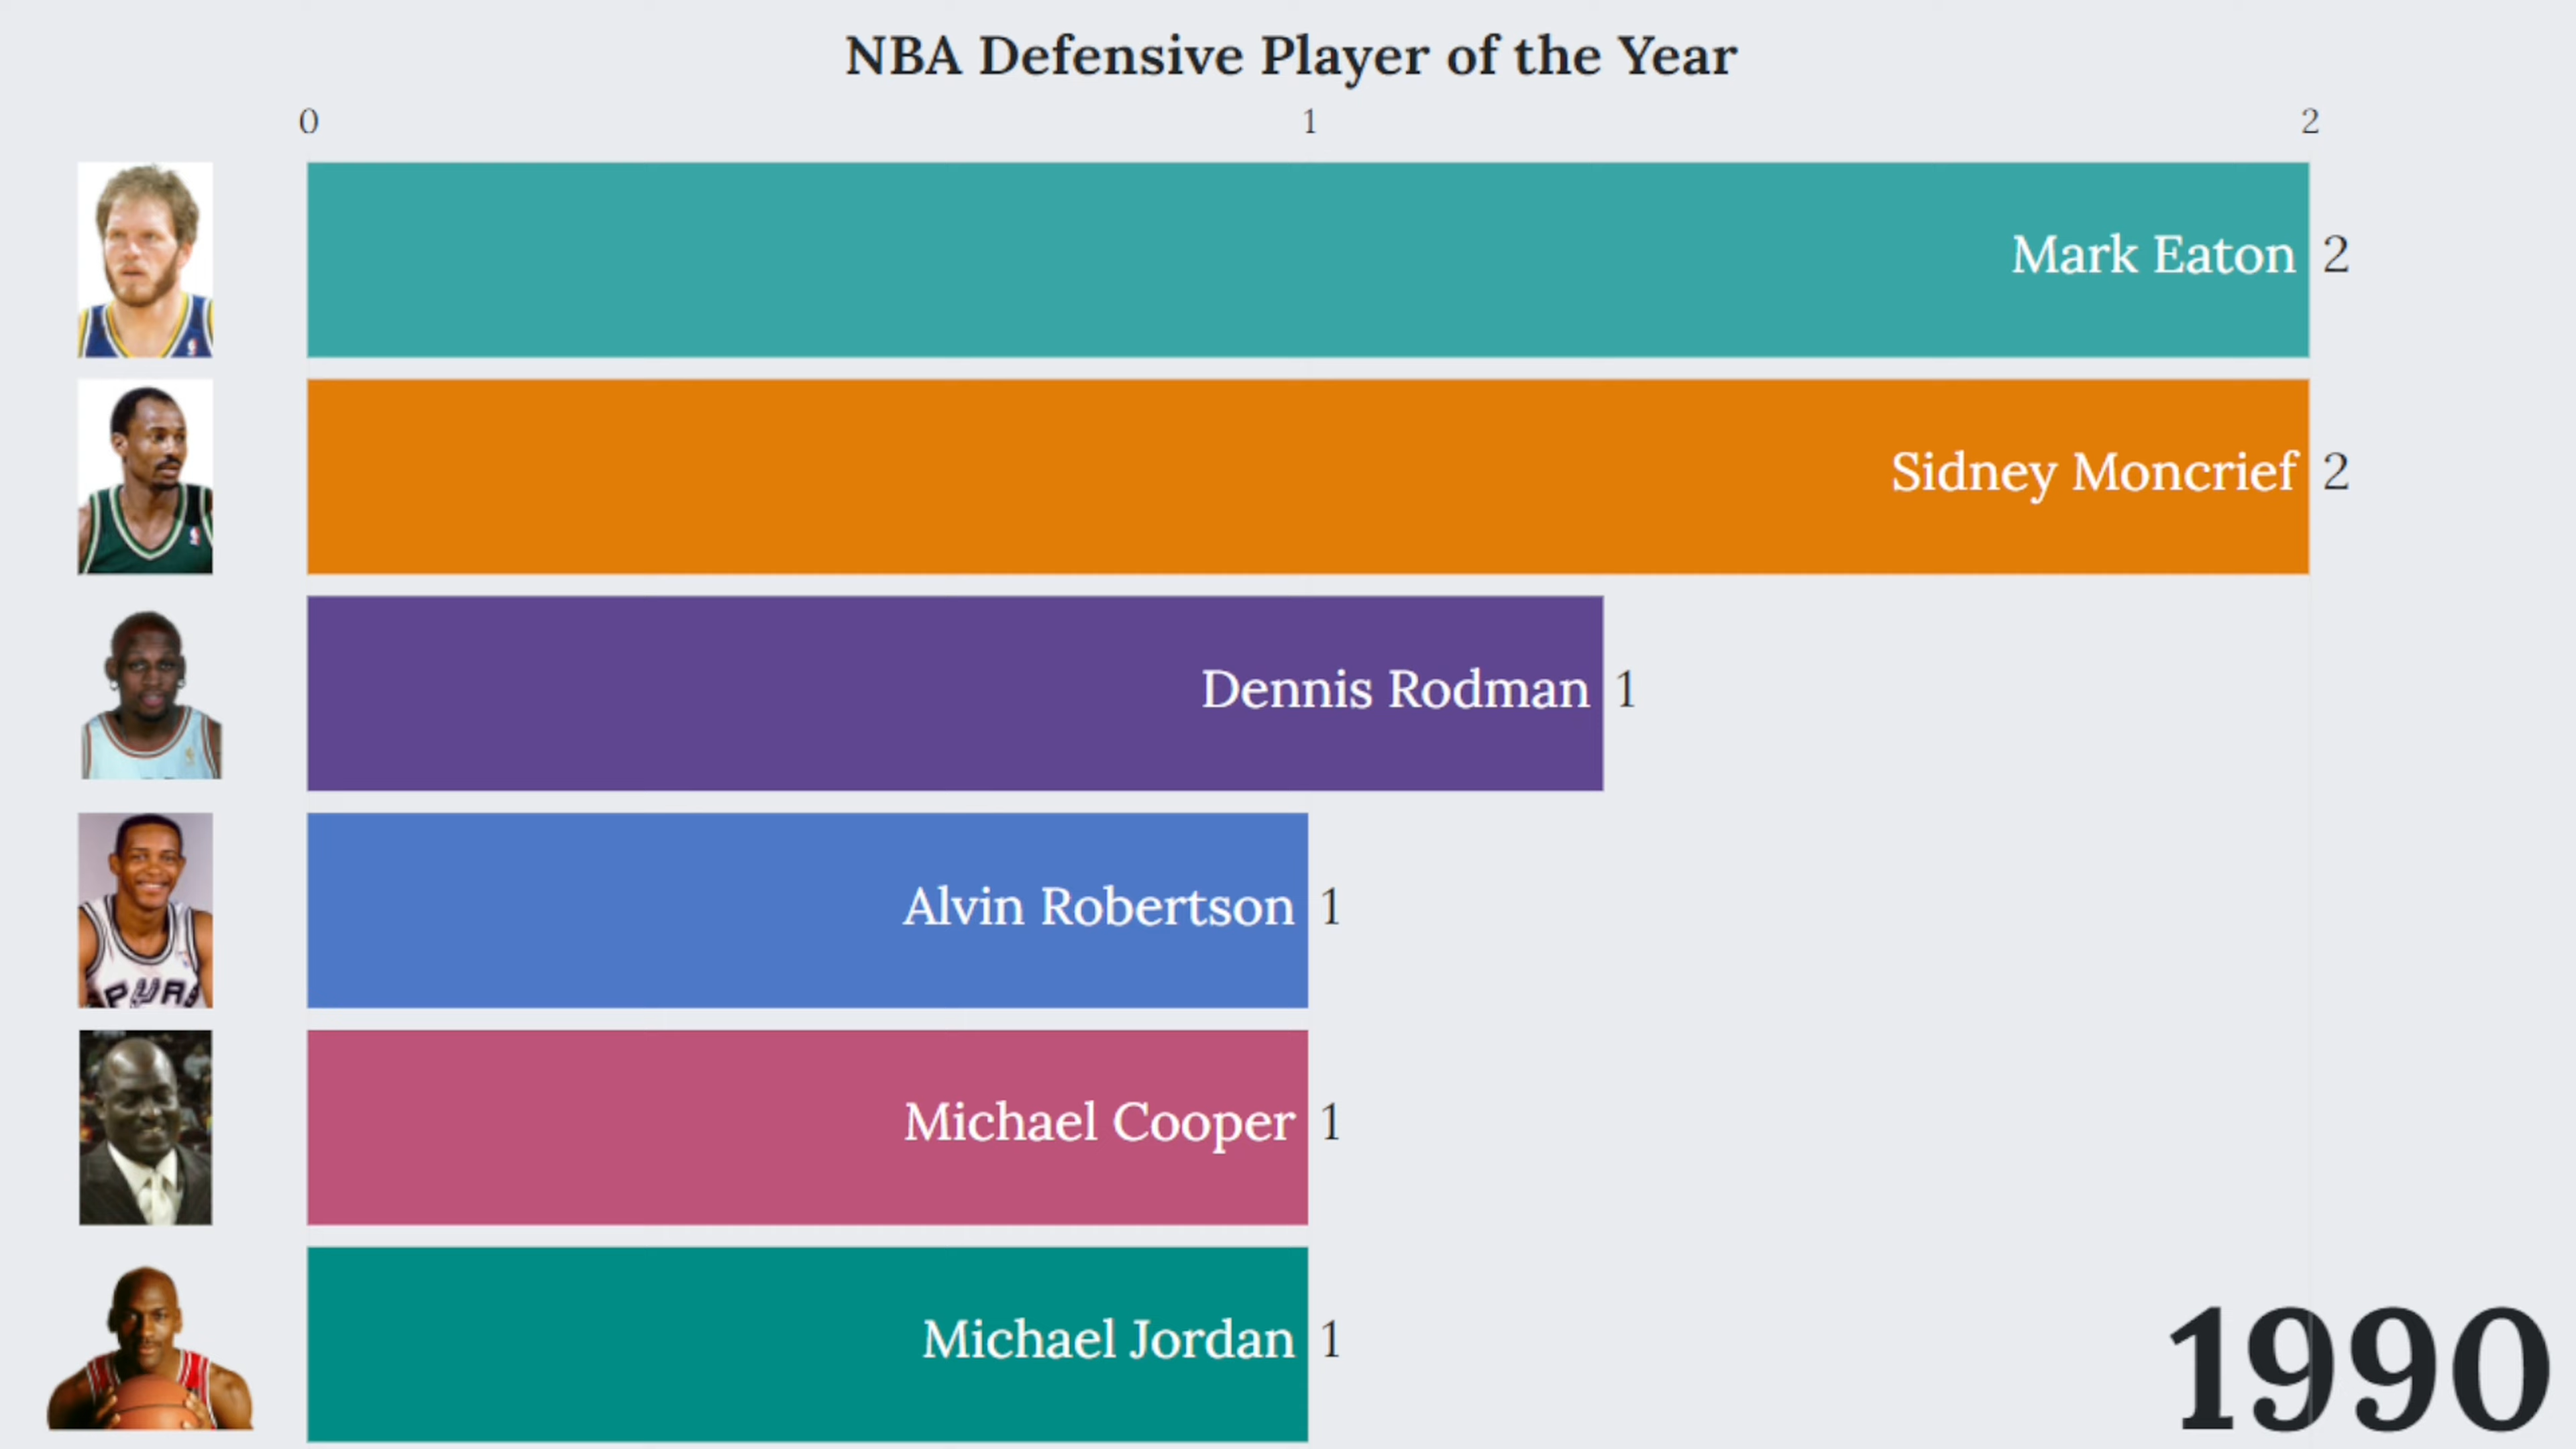 NBA Defensive Player of the Year
0 1 2
Mark Eaton 2
Sidney Moncrief 2
Dennis Rodman 1
Alvin Robertson 1
Michael Cooper 1
Michael Jordan 1
1990